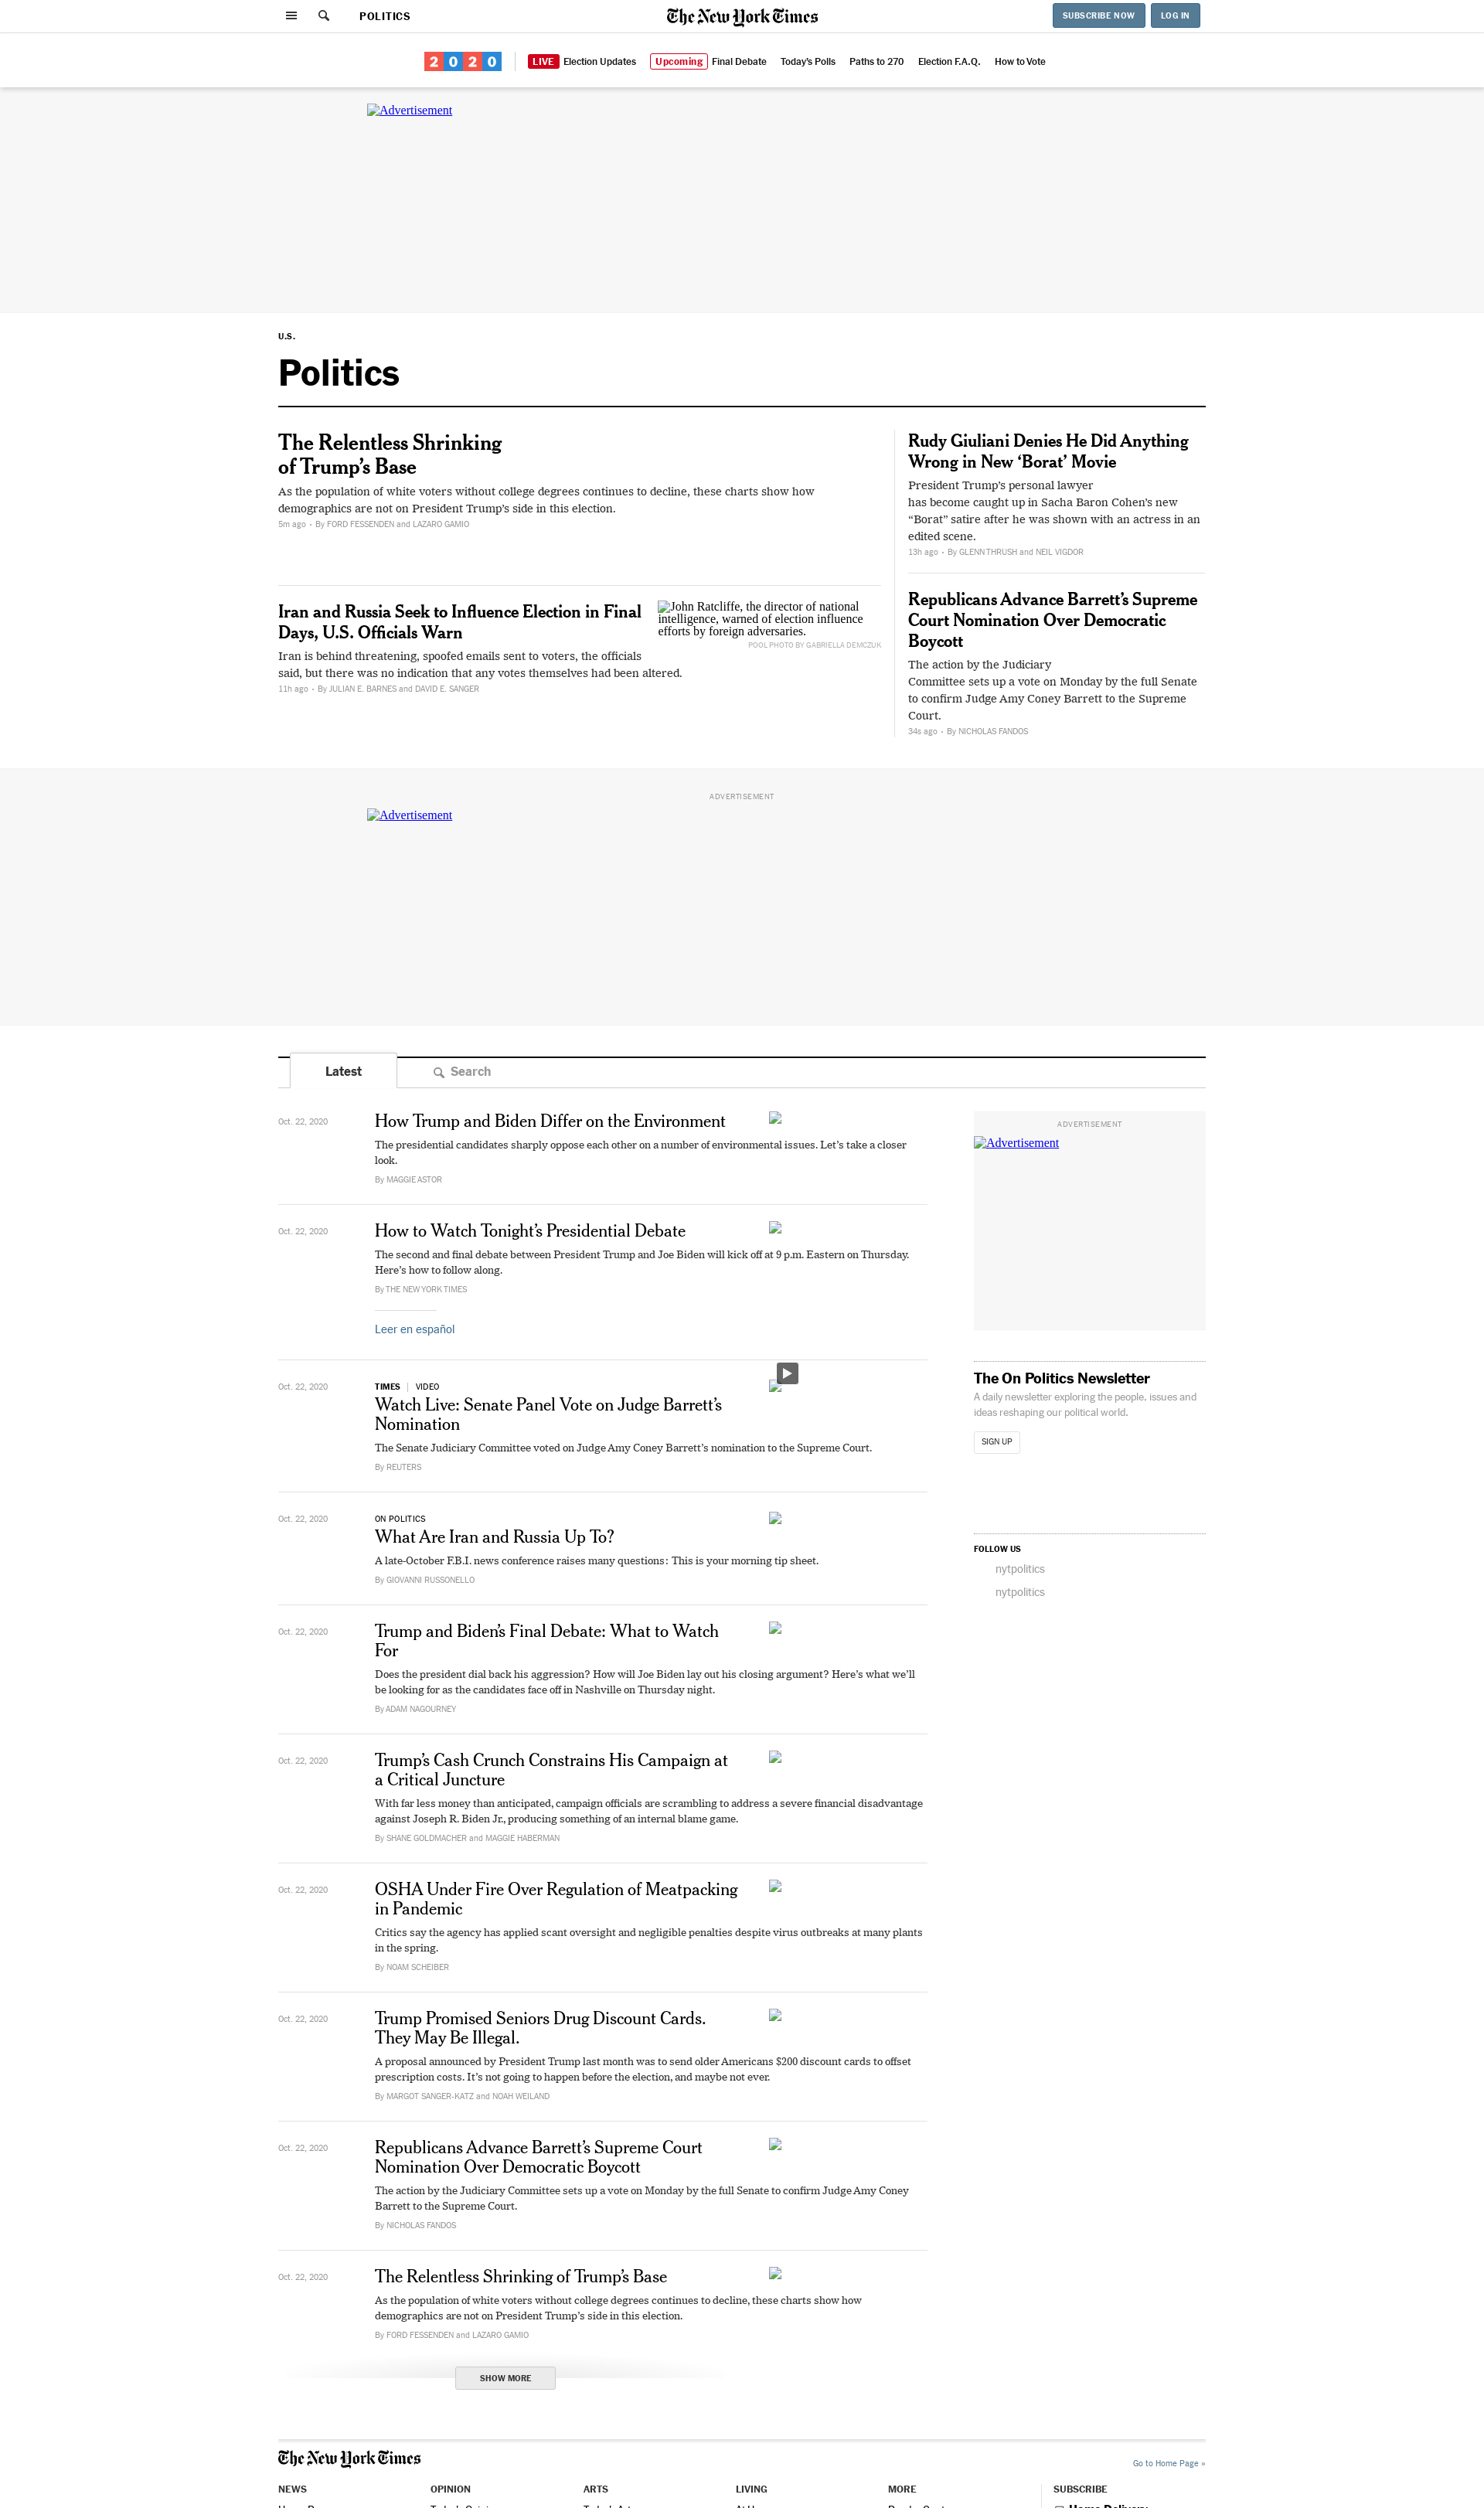 POLITICS
The New York Times
SUBSCRIBE NOW
LOG IN
2020
LIVE Election Updates
Upcoming Final Debate
Today's Polls
Paths to 270
Election F.A.Q.
How to Vote
Advertisement
U.S.
Politics
The Relentless Shrinking
of Trump’s Base
As the population of white voters without college degrees continues to decline, these charts show how
demographics are not on President Trump’s side in this election.
5m ago • By FORD FESSENDEN and LAZARO GAMIO
Iran and Russia Seek to Influence Election in Final
Days, U.S. Officials Warn
Iran is behind threatening, spoofed emails sent to voters, the officials
said, but there was no indication that any votes themselves had been altered.
11h ago • By JULIAN E. BARNES and DAVID E. SANGER
John Ratcliffe, the director of national
intelligence, warned of election influence
efforts by foreign adversaries.
POOL PHOTO BY GABRIELLA DEMCZUK
Rudy Giuliani Denies He Did Anything
Wrong in New ‘Borat’ Movie
President Trump’s personal lawyer
has become caught up in Sacha Baron Cohen’s new
“Borat” satire after he was shown with an actress in an
edited scene.
13h ago • By GLENN THRUSH and NEIL VIGDOR
Republicans Advance Barrett’s Supreme
Court Nomination Over Democratic
Boycott
The action by the Judiciary
Committee sets up a vote on Monday by the full Senate
to confirm Judge Amy Coney Barrett to the Supreme
Court.
34s ago • By NICHOLAS FANDOS
ADVERTISEMENT
Advertisement
Latest
Search
Oct. 22, 2020
How Trump and Biden Differ on the Environment
The presidential candidates sharply oppose each other on a number of environmental issues. Let’s take a closer
look.
By MAGGIE ASTOR
Oct. 22, 2020
How to Watch Tonight’s Presidential Debate
The second and final debate between President Trump and Joe Biden will kick off at 9 p.m. Eastern on Thursday.
Here’s how to follow along.
By THE NEW YORK TIMES
Leer en español
Oct. 22, 2020
TIMES | VIDEO
Watch Live: Senate Panel Vote on Judge Barrett’s
Nomination
The Senate Judiciary Committee voted on Judge Amy Coney Barrett’s nomination to the Supreme Court.
By REUTERS
Oct. 22, 2020
ON POLITICS
What Are Iran and Russia Up To?
A late-October F.B.I. news conference raises many questions: This is your morning tip sheet.
By GIOVANNI RUSSONELLO
Oct. 22, 2020
Trump and Biden’s Final Debate: What to Watch
For
Does the president dial back his aggression? How will Joe Biden lay out his closing argument? Here’s what we’ll
be looking for as the candidates face off in Nashville on Thursday night.
By ADAM NAGOURNEY
Oct. 22, 2020
Trump’s Cash Crunch Constrains His Campaign at
a Critical Juncture
With far less money than anticipated, campaign officials are scrambling to address a severe financial disadvantage
against Joseph R. Biden Jr., producing something of an internal blame game.
By SHANE GOLDMACHER and MAGGIE HABERMAN
Oct. 22, 2020
OSHA Under Fire Over Regulation of Meatpacking
in Pandemic
Critics say the agency has applied scant oversight and negligible penalties despite virus outbreaks at many plants
in the spring.
By NOAM SCHEIBER
Oct. 22, 2020
Trump Promised Seniors Drug Discount Cards.
They May Be Illegal.
A proposal announced by President Trump last month was to send older Americans $200 discount cards to offset
prescription costs. It’s not going to happen before the election, and maybe not ever.
By MARGOT SANGER-KATZ and NOAH WEILAND
Oct. 22, 2020
Republicans Advance Barrett’s Supreme Court
Nomination Over Democratic Boycott
The action by the Judiciary Committee sets up a vote on Monday by the full Senate to confirm Judge Amy Coney
Barrett to the Supreme Court.
By NICHOLAS FANDOS
Oct. 22, 2020
The Relentless Shrinking of Trump’s Base
As the population of white voters without college degrees continues to decline, these charts show how
demographics are not on President Trump’s side in this election.
By FORD FESSENDEN and LAZARO GAMIO
SHOW MORE
ADVERTISEMENT
Advertisement
The On Politics Newsletter
A daily newsletter exploring the people, issues and
ideas reshaping our political world.
SIGN UP
FOLLOW US
nytpolitics
nytpolitics
The New York Times
Go to Home Page »
NEWS
OPINION
ARTS
LIVING
MORE
SUBSCRIBE